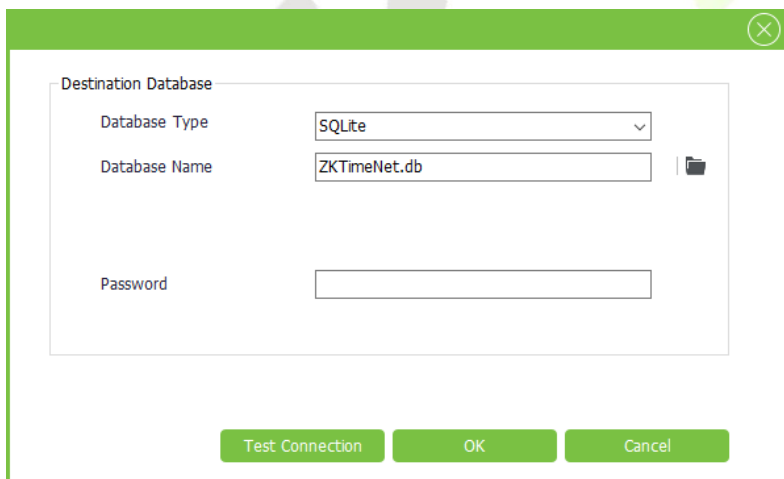 Destination Database
Database Type SQLite
Database Name ZKTimeNet.db
Password
Test Connection OK Cancel